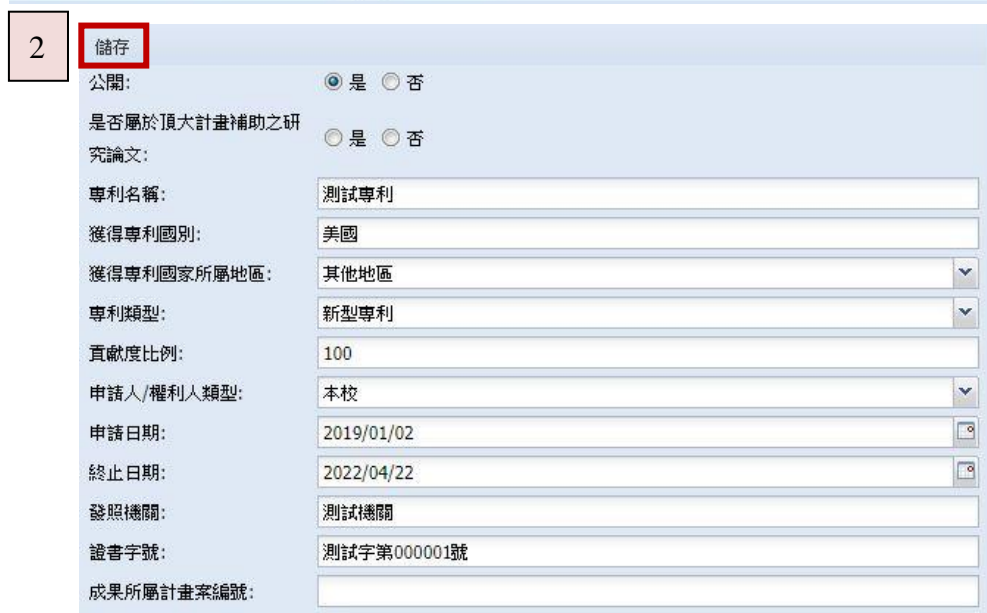 2
儲存
公開: 是 否
是否屬於頂大計畫補助之研
究論文: 是 否
專利名稱: 測試專利
獲得專利國別: 美國
獲得專利國家所屬地區: 其他地區
專利類型: 新型專利
貢獻度比例: 100
申請人/權利人類型: 本校
申請日期: 2019/01/02
終止日期: 2022/04/22
發照機關: 測試機關
證書字號: 測試字第000001號
成果所屬計畫案編號: